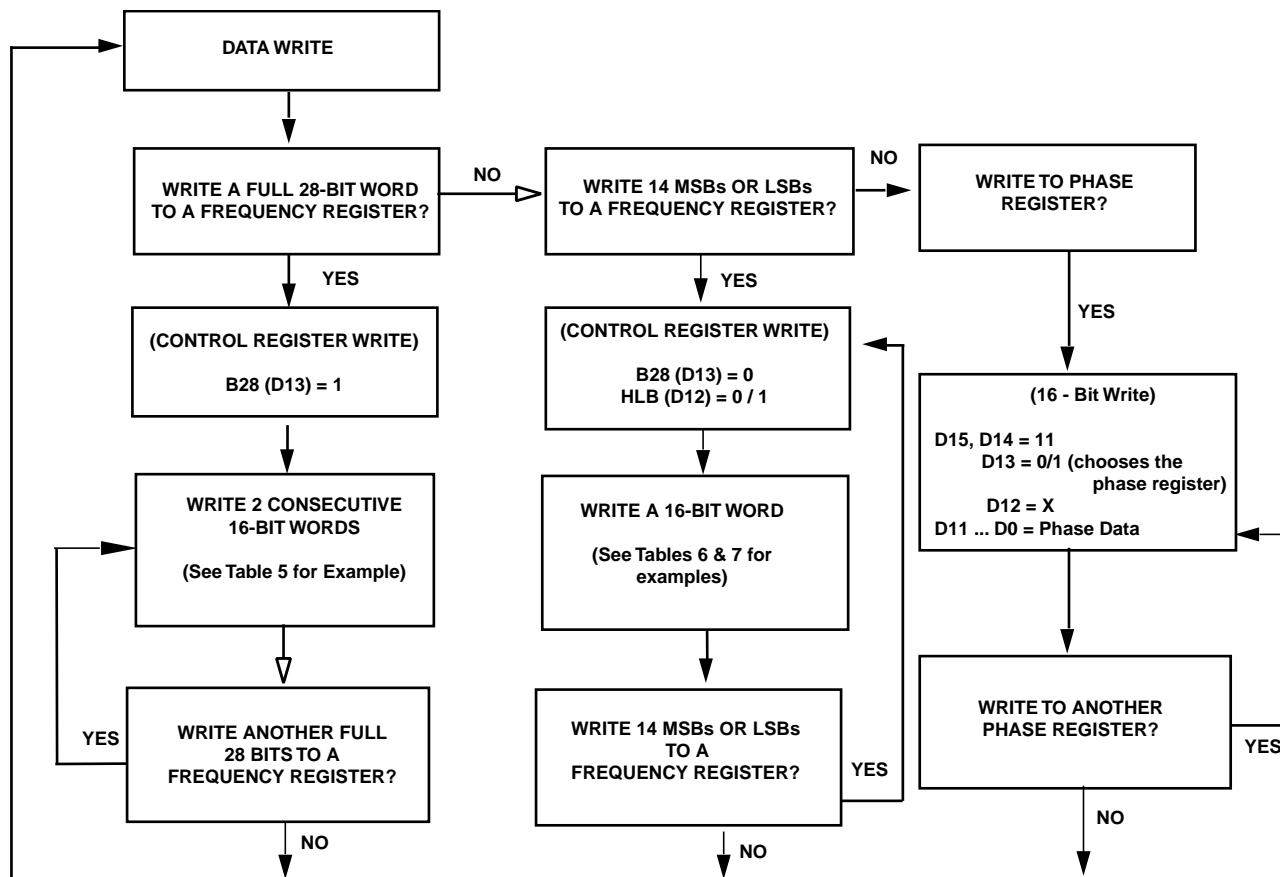 DATA WRITE
WRITE A FULL 28-BIT WORD
TO A FREQUENCY REGISTER?
NO
WRITE 14 MSBs OR LSBs
TO A FREQUENCY REGISTER?
NO
WRITE TO PHASE
REGISTER?
YES
YES
YES
(CONTROL REGISTER WRITE)
B28 (D13) = 1
(CONTROL REGISTER WRITE)
B28 (D13) = 0
HLB (D12) = 0 / 1
(16 - Bit Write)
D15, D14 = 11
D13 = 0/1 (chooses the
phase register)
D12 = X
D11 ... D0 = Phase Data
WRITE 2 CONSECUTIVE
16-BIT WORDS
(See Table 5 for Example)
WRITE A 16-BIT WORD
(See Tables 6 & 7 for
examples)
WRITE ANOTHER FULL
28 BITS TO A
FREQUENCY REGISTER?
YES
NO
WRITE 14 MSBs OR LSBs
TO A
FREQUENCY REGISTER?
YES
NO
WRITE TO ANOTHER
PHASE REGISTER?
YES
NO